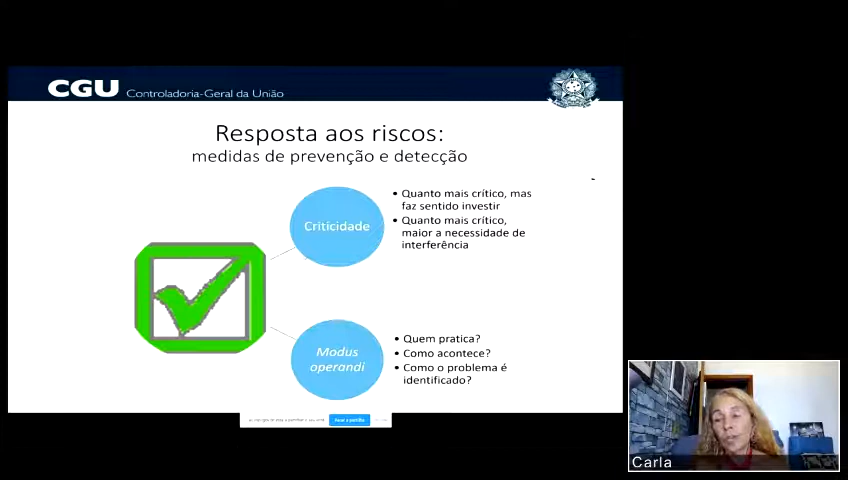 CGU Controladoria-Geral da União
Resposta aos riscos:
medidas de prevenção e detecção
Criticidade
• Quanto mais crítico, mas
faz sentido investir
• Quanto mais crítico,
maior a necessidade de
interferência
Modus
operandi
• Quem pratica?
• Como acontece?
• Como o problema é
identificado?
Carla